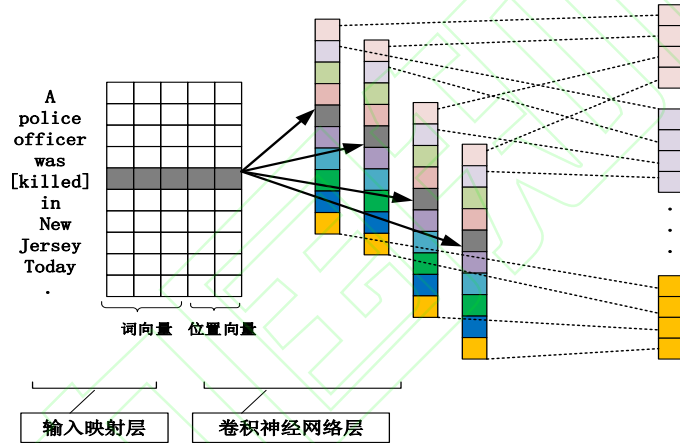 A
police
officer
was
[killed]
in
New
Jersey
Today
.
词向量 位置向量
输入映射层 卷积神经网络层